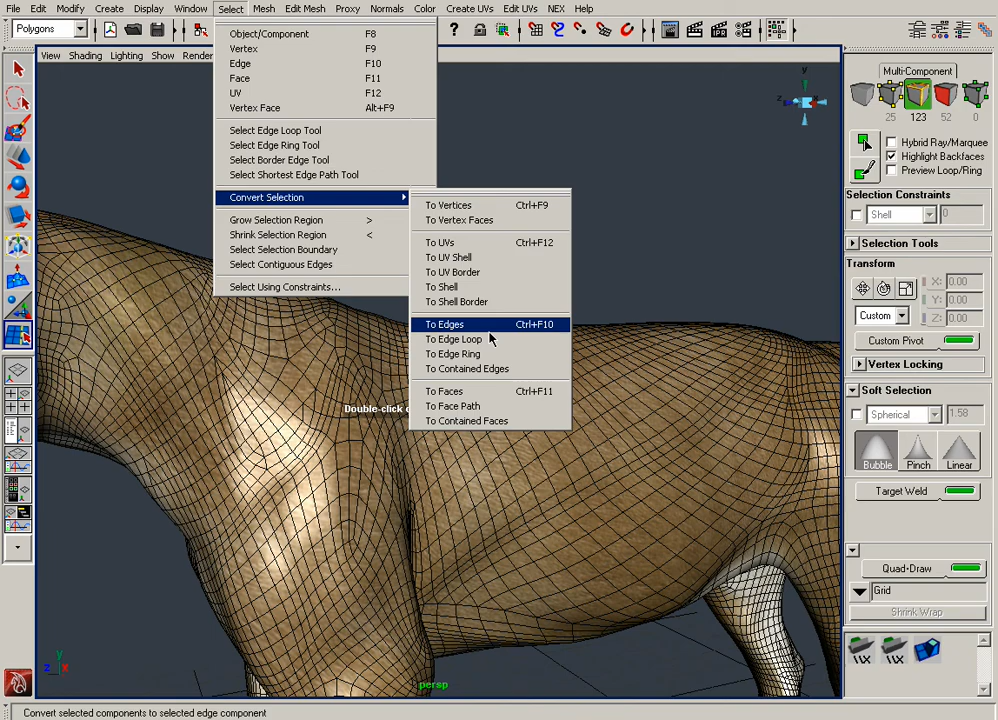 File Edit Modify Create Display Window Select Mesh Edit Mesh Proxy Normals Color Create UVs Edit UVs NEX Help
Polygons
View Shading Lighting Show Render
Object/Component F8
Vertex F9
Edge F10
Face F11
UV F12
Vertex Face Alt+F9
Select Edge Loop Tool
Select Edge Ring Tool
Select Border Edge Tool
Select Shortest Edge Path Tool
Convert Selection
Grow Selection Region >
Shrink Selection Region <
Select Selection Boundary
Select Contiguous Edges
Select Using Constraints...
To Vertices Ctrl+F9
To Vertex Faces
To UVs Ctrl+F12
To UV Shell
To UV Border
To Shell
To Shell Border
To Edges Ctrl+F10
To Edge Loop
To Edge Ring
To Contained Edges
To Faces Ctrl+F11
To Face Path
To Contained Faces
Double-click
IPR
y
z
Multi-Component
25 123 52 0
Hybrid Ray/Marquee
Highlight Backfaces
Preview Loop/Ring
Selection Constraints
Shell 0
Selection Tools
Transform
X: 0.00
Y: 0.00
Z: 0.00
Custom
Custom Pivot
Vertex Locking
Soft Selection
Spherical 1.58
Bubble Pinch Linear
Target Weld
Quad-Draw
Grid
Shrink Wrap
y
z x
persp
Convert selected components to selected edge component